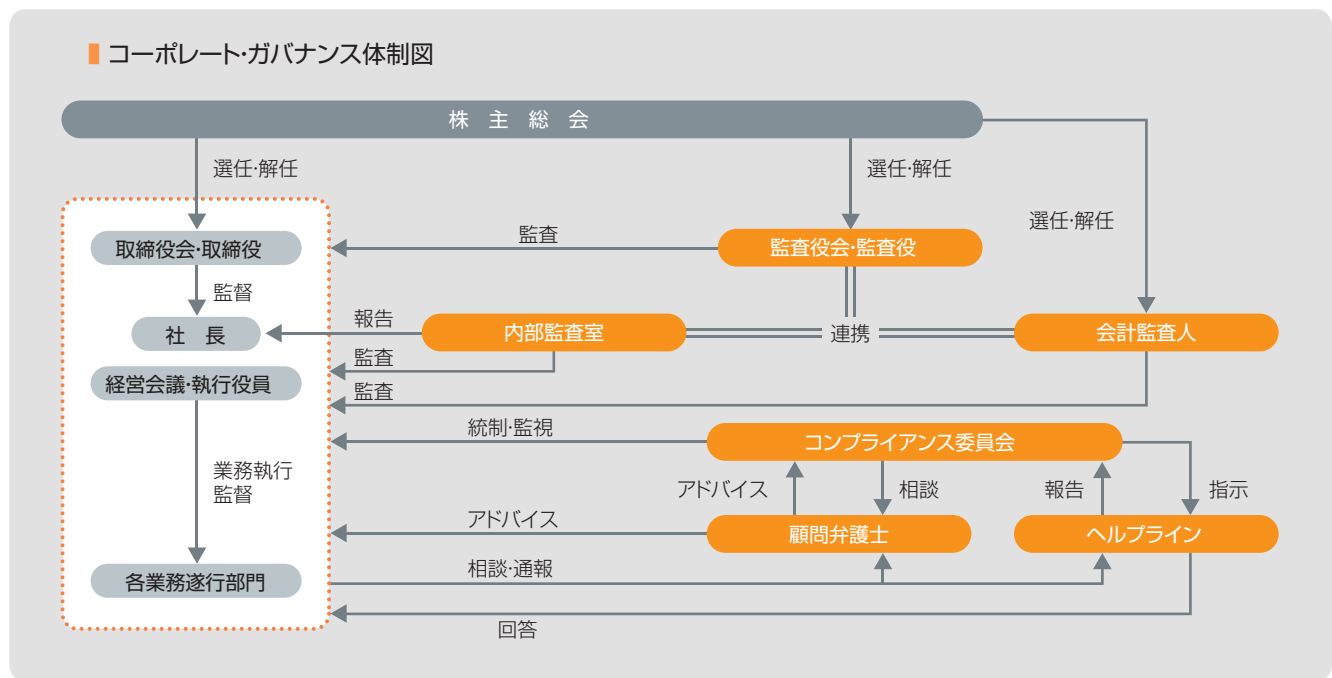 コーポレート・ガバナンス体制図
株主総会
選任・解任
選任・解任
選任・解任
取締役会・取締役
監査
監査役会・監査役
監督
社長
報告
内部監査室
連携
会計監査人
監査
経営会議・執行役員
監査
統制・監視
コンプライアンス委員会
業務執行
監督
アドバイス
相談
報告
指示
アドバイス
顧問弁護士
ヘルプライン
相談・通報
各業務遂行部門
回答